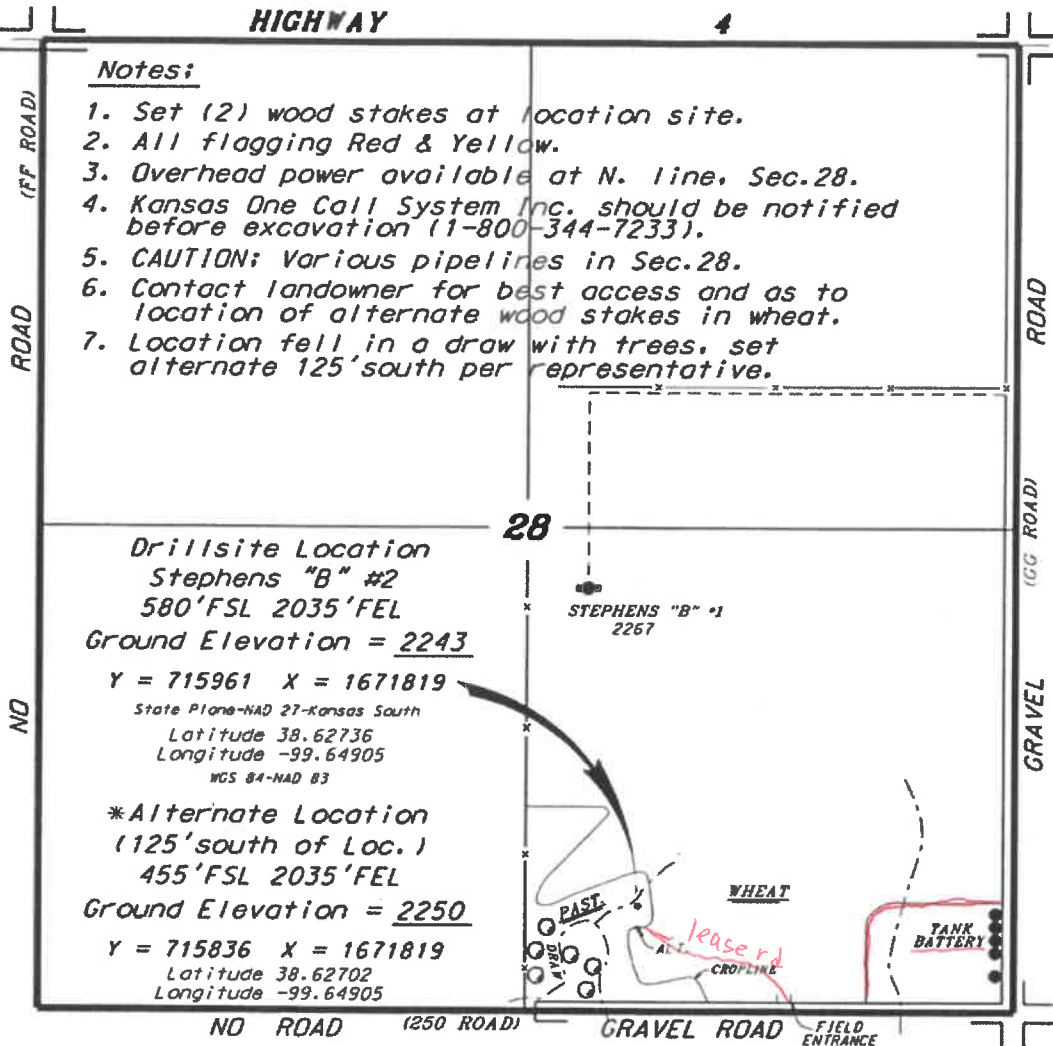 HIGHWAY 4
Notes:
1. Set (2) wood stakes at location site.
2. All flagging Red & Yellow.
3. Overhead power available at N. line, Sec.28.
4. Kansas One Call System Inc. should be notified
before excavation (1-800-344-7233).
5. CAUTION: Various pipelines in Sec.28.
6. Contact landowner for best access and as to
location of alternate wood stakes in wheat.
7. Location fell in a draw with trees, set
alternate 125'south per representative.
(FF ROAD)
NO ROAD
GRAVEL ROAD
(GG ROAD)
28
Drillsite Location
Stephens "B" #2
580'FSL 2035'FEL
Ground Elevation = 2243
Y = 715961 X = 1671819
State Plane-NAD 27-Kansas South
Latitude 38.62736
Longitude -99.64905
WGS 84-NAD 83
*Alternate Location
(125'south of Loc.)
455'FSL 2035'FEL
Ground Elevation = 2250
Y = 715836 X = 1671819
Latitude 38.62702
Longitude -99.64905
STEPHENS "B" #1
2267
WHEAT
PAST.
DRAW
ALT.
lease rd
CROPLINE
TANK
BATTERY
NO ROAD (250 ROAD) GRAVEL ROAD
FIELD
ENTRANCE